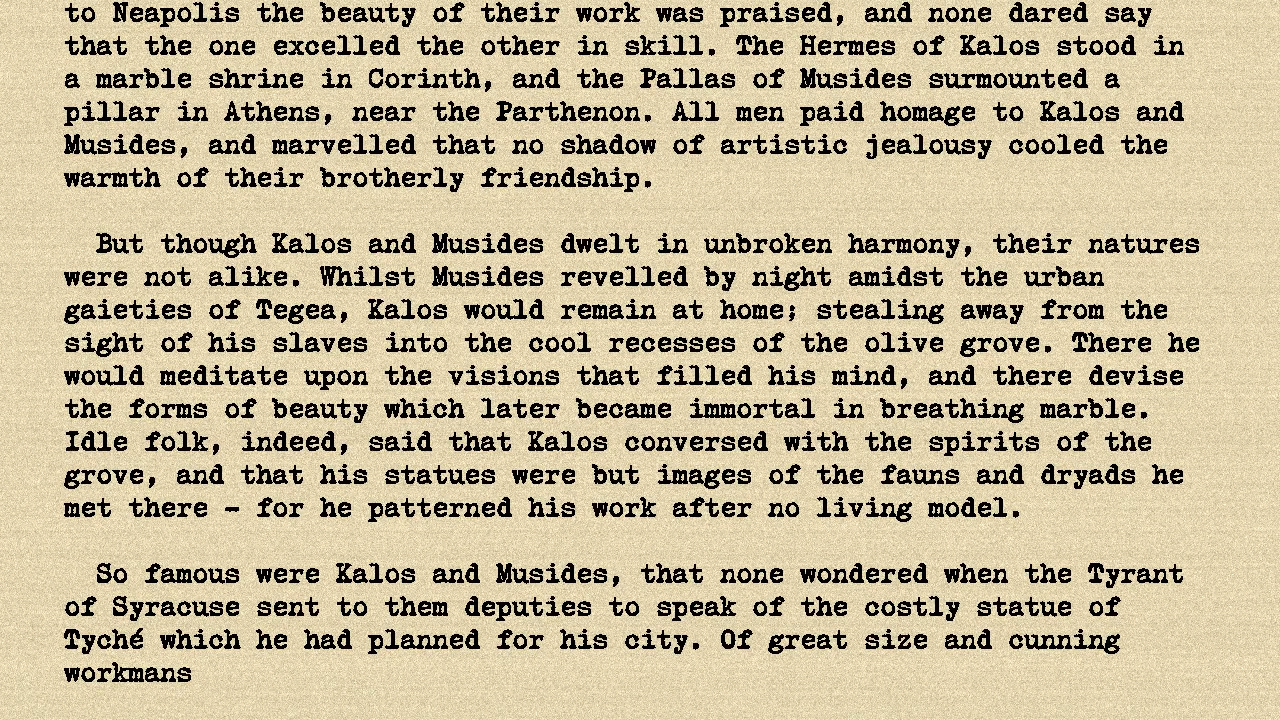 to Neapolis the beauty of their work was praised, and none dared say
that the one excelled the other in skill. The Hermes of Kalos stood in
a marble shrine in Corinth, and the Pallas of Musides surmounted a
pillar in Athens, near the Parthenon. All men paid homage to Kalos and
Musides, and marvelled that no shadow of artistic jealousy cooled the
warmth of their brotherly friendship.
But though Kalos and Musides dwelt in unbroken harmony, their natures
were not alike. Whilst Musides revelled by night amidst the urban
gaieties of Tegea, Kalos would remain at home; stealing away from the
sight of his slaves into the cool recesses of the olive grove. There he
would meditate upon the visions that filled his mind, and there devise
the forms of beauty which later became immortal in breathing marble.
Idle folk, indeed, said that Kalos conversed with the spirits of the
grove, and that his statues were but images of the fauns and dryads he
met there – for he patterned his work after no living model.
So famous were Kalos and Musides, that none wondered when the Tyrant
of Syracuse sent to them deputies to speak of the costly statue of
Tyché which he had planned for his city. Of great size and cunning
workmans